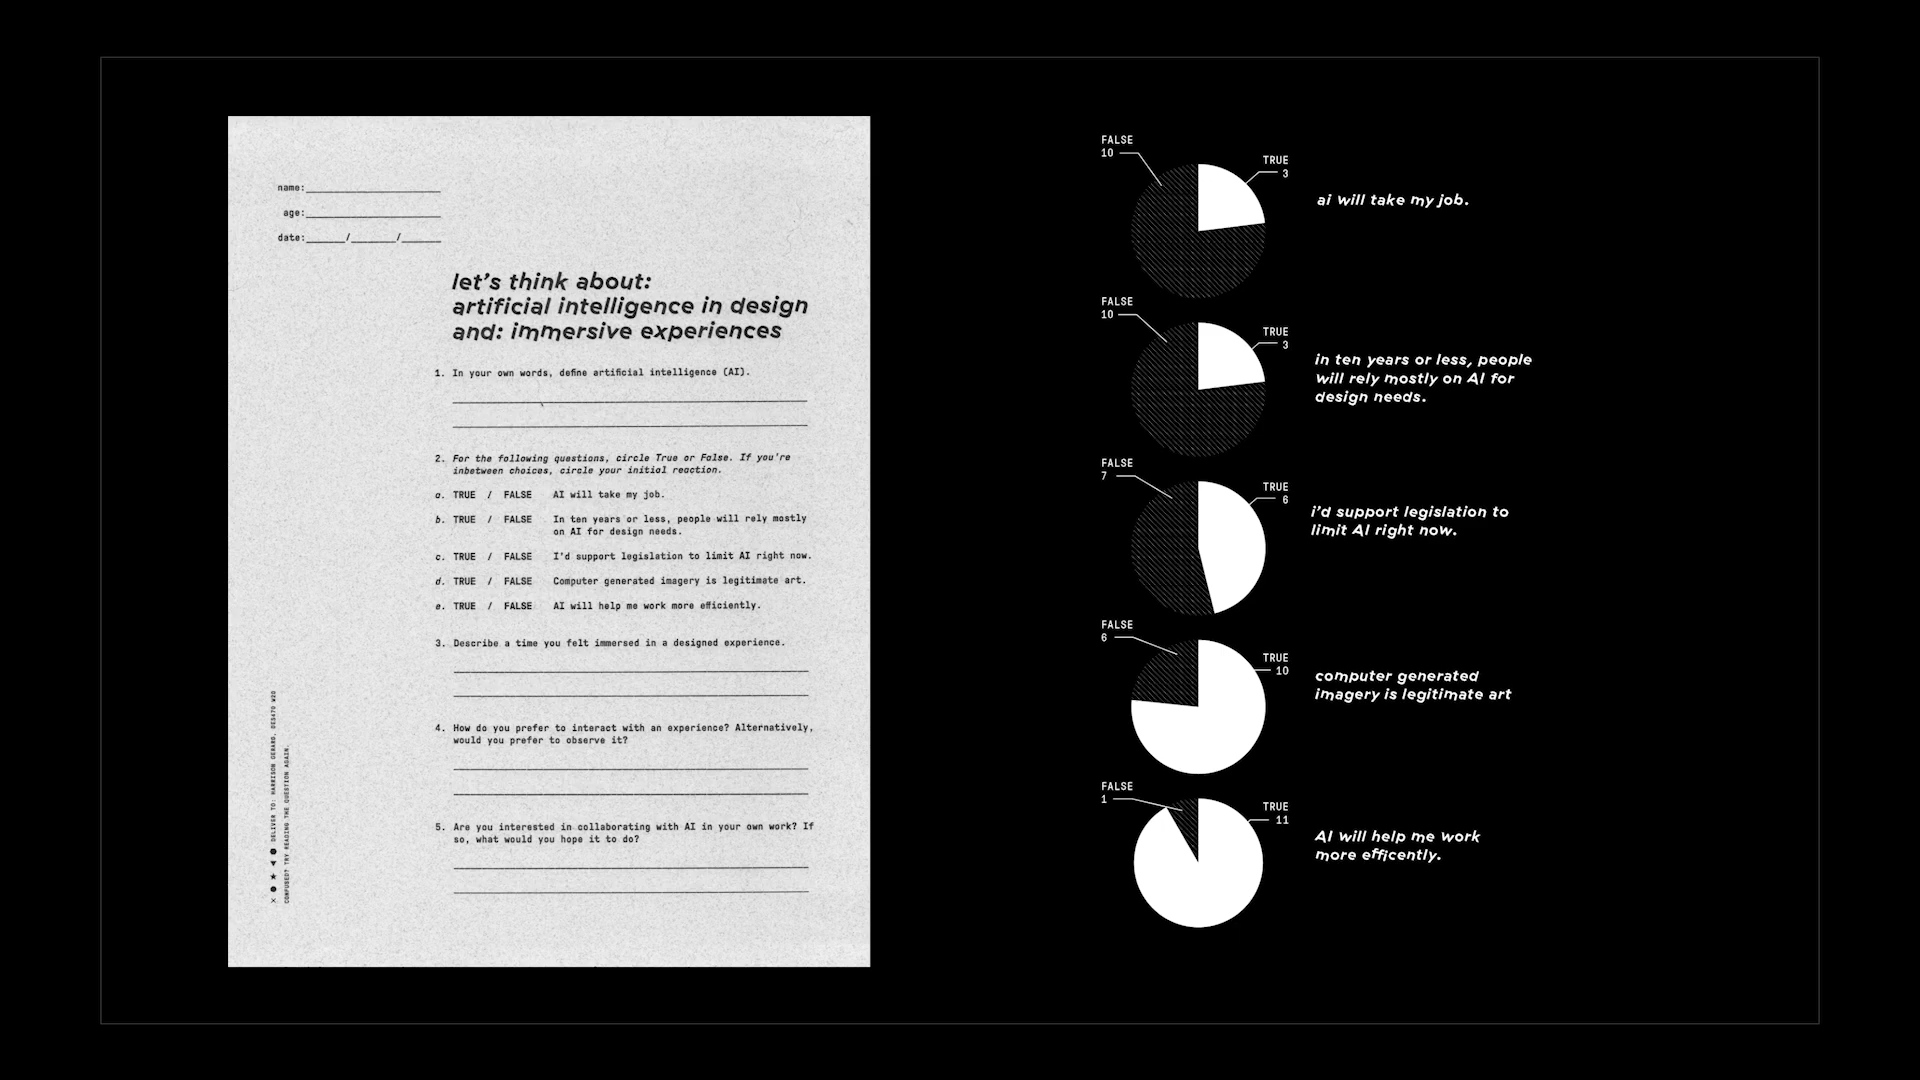 name:
age:
date: / /
let's think about:
artificial intelligence in design
and: immersive experiences
1. In your own words, define artificial intelligence (AI).
2. For the following questions, circle True or False. If you're
inbetween choices, circle your initial reaction.
a. TRUE / FALSE AI will take my job.
b. TRUE / FALSE In ten years or less, people will rely mostly
on AI for design needs.
c. TRUE / FALSE I'd support legislation to limit AI right now.
d. TRUE / FALSE Computer generated imagery is legitimate art.
e. TRUE / FALSE AI will help me work more efficiently.
3. Describe a time you felt immersed in a designed experience.
4. How do you prefer to interact with an experience? Alternatively,
would you prefer to observe it?
5. Are you interested in collaborating with AI in your own work? If
so, what would you hope it to do?
DELIVER TO: HARRISON GERARD, DES470 W20
CONFUSED? TRY READING THE QUESTION AGAIN.
FALSE
10
TRUE
3
ai will take my job.
FALSE
10
TRUE
3
in ten years or less, people
will rely mostly on AI for
design needs.
FALSE
7
TRUE
6
i'd support legislation to
limit AI right now.
FALSE
6
TRUE
10
computer generated
imagery is legitimate art
FALSE
1
TRUE
11
AI will help me work
more efficently.